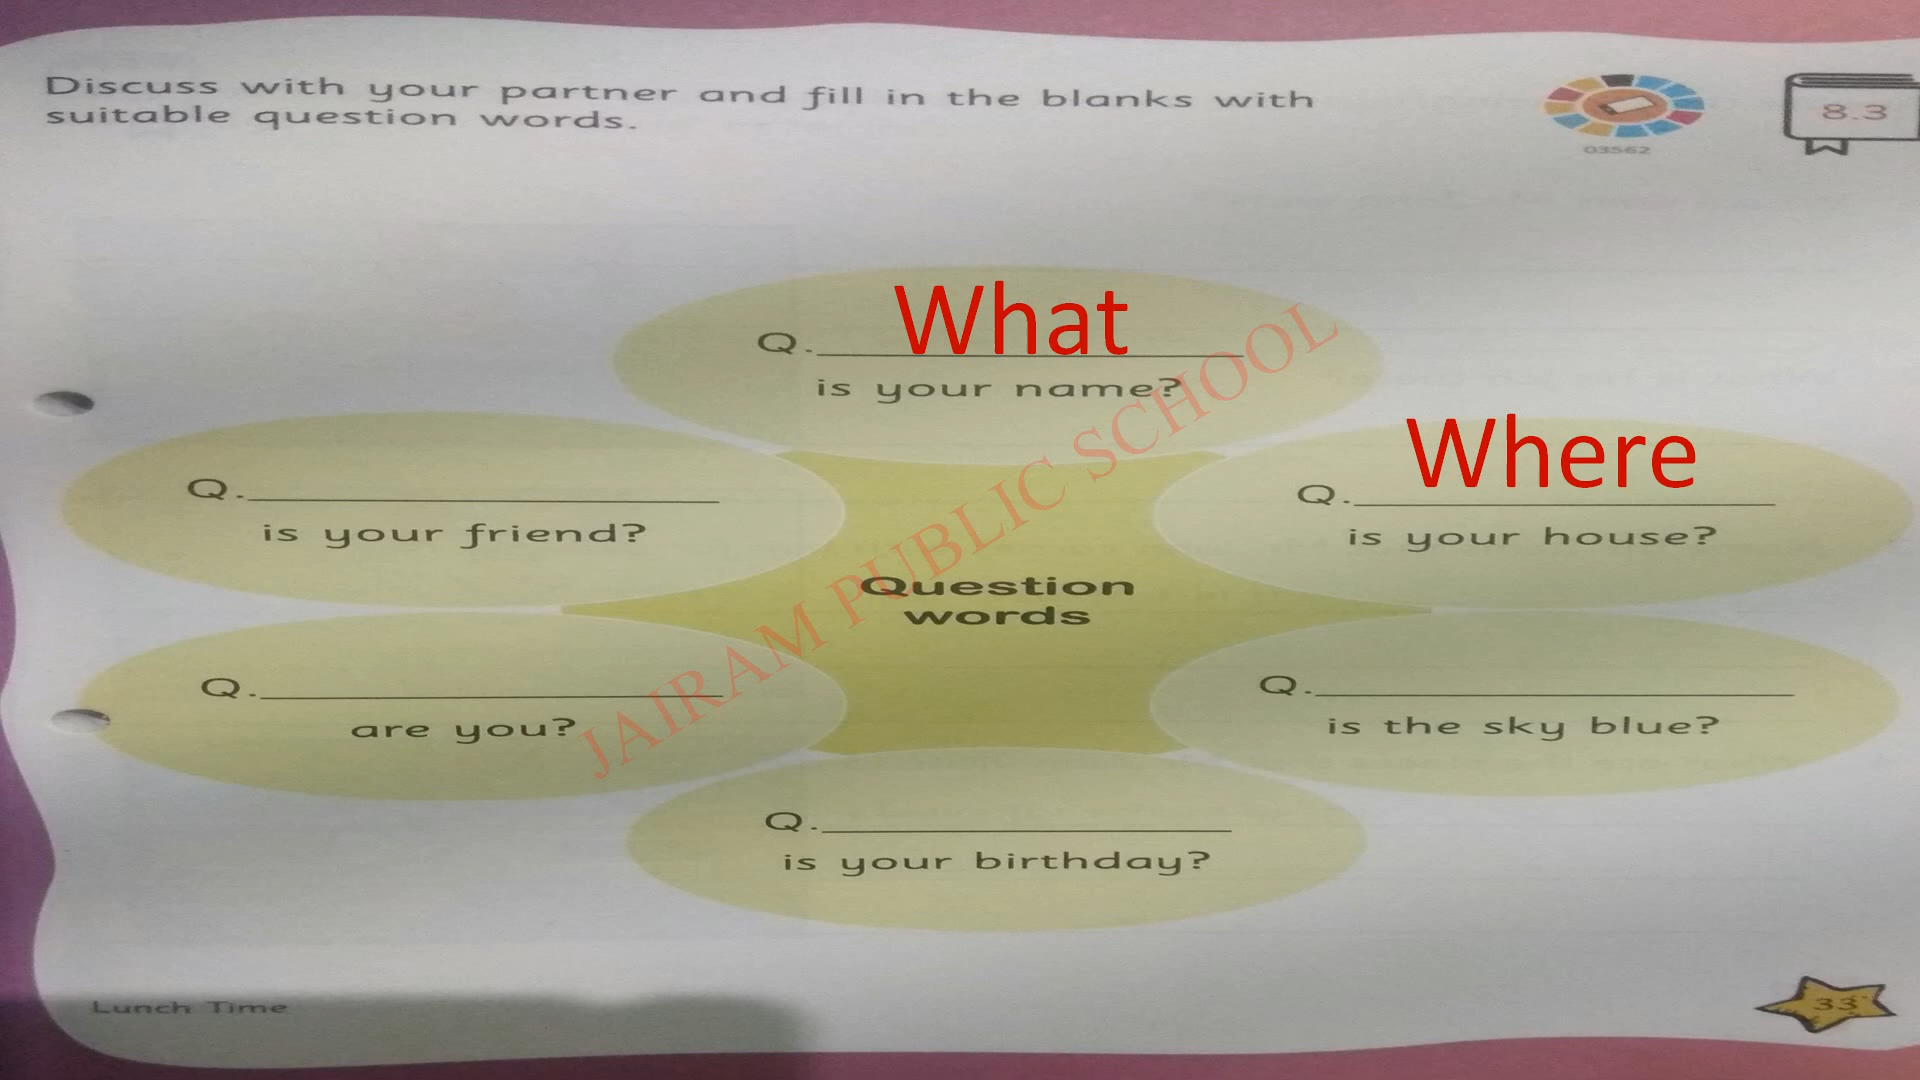 Discuss with your partner and fill in the blanks with
suitable question words.
03562
8.3
Q. What
is your name?
Q. Where
is your house?
Q.
is your friend?
Question
words
Q.
are you?
Q.
is the sky blue?
Q.
is your birthday?
JAIRAM PUBLIC SCHOOL
Lunch Time
33